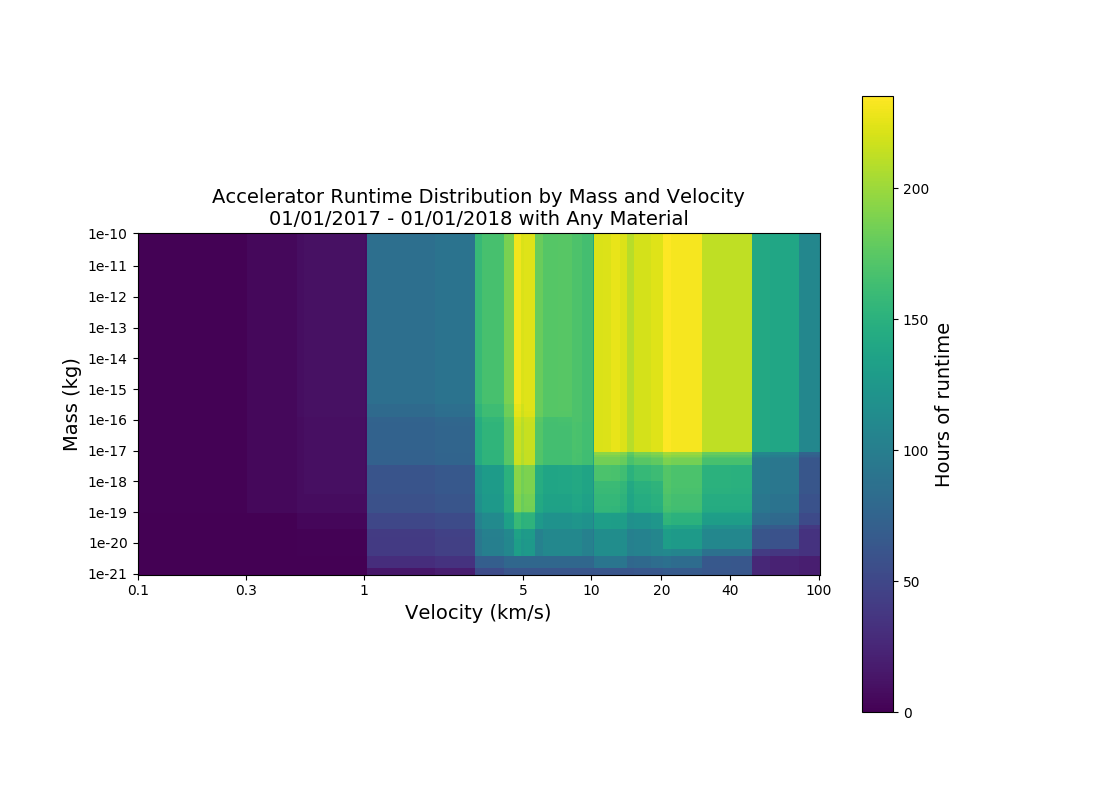 Accelerator Runtime Distribution by Mass and Velocity
01/01/2017 - 01/01/2018 with Any Material
Mass (kg)
1e-10
1e-11
1e-12
1e-13
1e-14
1e-15
1e-16
1e-17
1e-18
1e-19
1e-20
1e-21
0.1 0.3 1 5 10 20 40 100
Velocity (km/s)
200
150
100
50
0
Hours of runtime